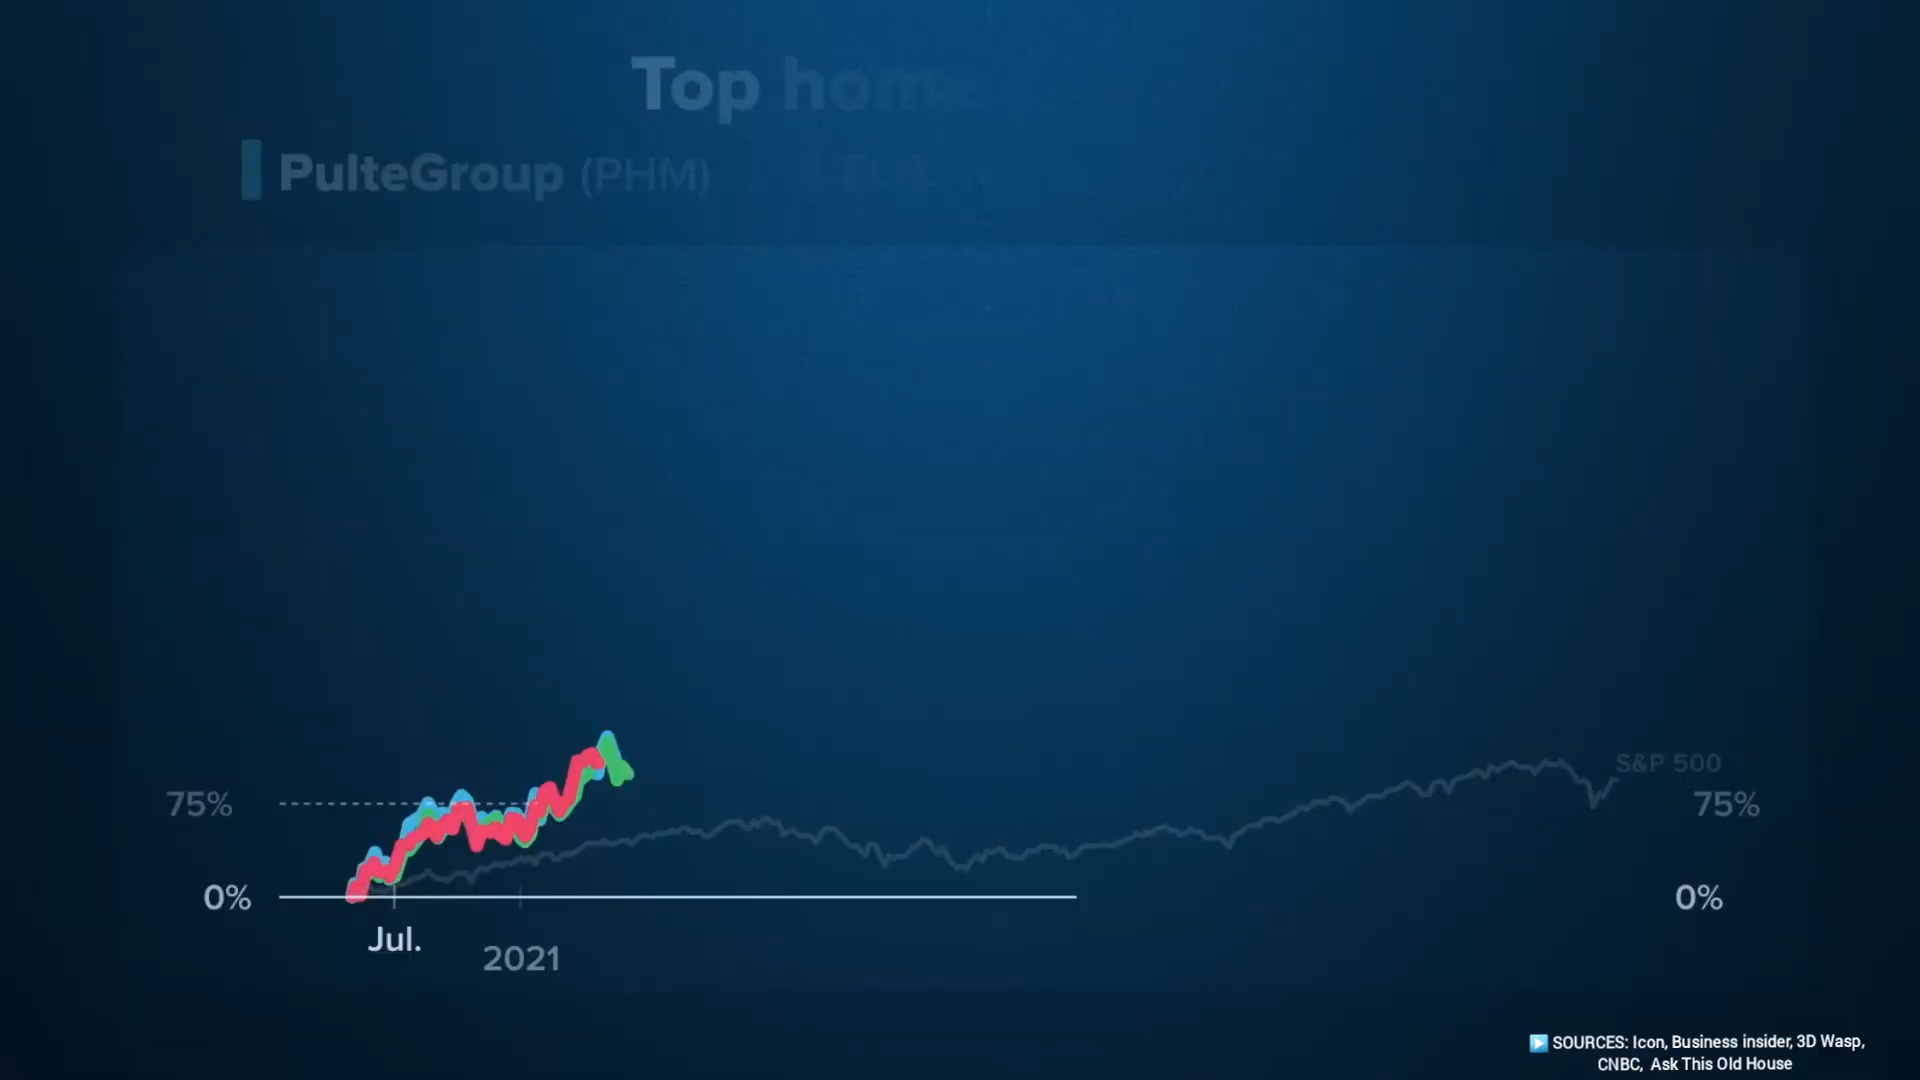 Top home
PulteGroup (PHM)
S&P 500
75% 75%
0% 0%
Jul.
2021
SOURCES: Icon, Business insider, 3D Wasp,
CNBC, Ask This Old House